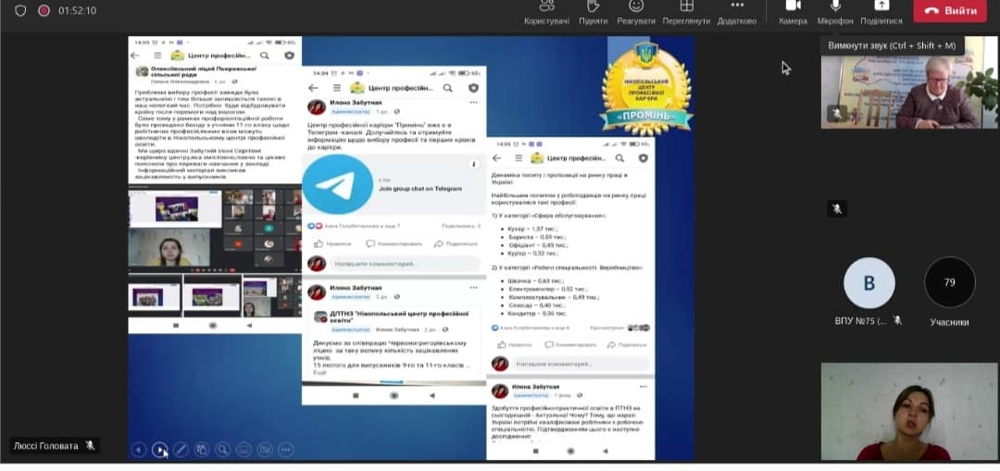 01:52:10
Користувачі
Підняти
Реагувати
Переглянути
Додатково
Камера
Мікрофон
Поділитися
Вийти
Вимкнути звук (Ctrl + Shift + M)
14:05
Центр професійн...
Олексіївський ліцей Покровської сільської ради
Проблема вибору професії завжди була
актуальною і тим більше залишається такою в
наш нелегкий час. Потрібно буде відбудовувати
країну після перемоги над ворогом.
Саме тому у рамках профорієнтаційної роботи
було проведено бесіду з учнями 11-го класу щодо
робітничих професій, якими вони можуть
оволодіти в Нікопольському центрі професійної
освіти.
Ми щиро вдячні Забутній Ілоні Сергіївні
керівнику центру, яка змістовно, повно та цікаво
пояснила про переваги навчання у закладі
Інформаційний матеріал викликав
зацікавленість у випускників.
14:04
Центр професійн...
Илона Забутная
Администратор
Центр професійної кар'єри "Промінь" вже є в
Телеграм -каналі. Долучайтесь та отримуйте
інформацію щодо вибору професії та перших кроків
до кар'єри.
t.me
Join group chat on Telegram
Нравится
Комментировать
Поделиться
Напишите комментарий...
Илона Забутная
Администратор
ДПТНЗ "Нікопольський центр професійної
освіти"
Администратор Илона Забутная
Дякуємо за співпрацю Червоногригорівському
ліцею за таку велику кількість зацікавлених
учнів.
15 лютого для випускників 9-го та 11-го класів ..
Ещё
НІКОПОЛЬСЬКИЙ
ЦЕНТР
ПРОФЕСІЙНОЇ
КАР'ЄРИ
«ПРОМІНЬ»
14:05
Центр професійн...
Динаміка попиту і пропозиції на ринку праці в
Україні:
Найбільшим попитом у роботодавців на ринку праці
користувалися такі професії:
1) У категорії «Сфера обслуговування»:
• Кухар – 1,37 тис.;
• Бариста – 0,59 тис.;
• Офіціант – 0,49 тис.;
• Кур'єр – 0,32 тис.;
2) У категорії «Робочі спеціальності. Виробництво»:
• Швачка – 0,63 тис.;
• Електромонтер – 0,52 тис.;
• Комплектувальник – 0,49 тис.;
• Слюсар – 0,40 тис.;
• Кондитер – 0,36 тис.
Нравится
Комментировать
Поделиться
Напишите комментарий...
Илона Забутная
Администратор
Здобуття професійно-практичної освіти в ПТНЗ на
сьогоднішній - Актуально! Чому? Тому, що наразі
Україні потрібні кваліфіковані робітники з робочою
спеціальністю. Підтвердженням цього є наступне
дослідження:
В
ВПУ №75 (...
79
Учасники
Люссі Головата